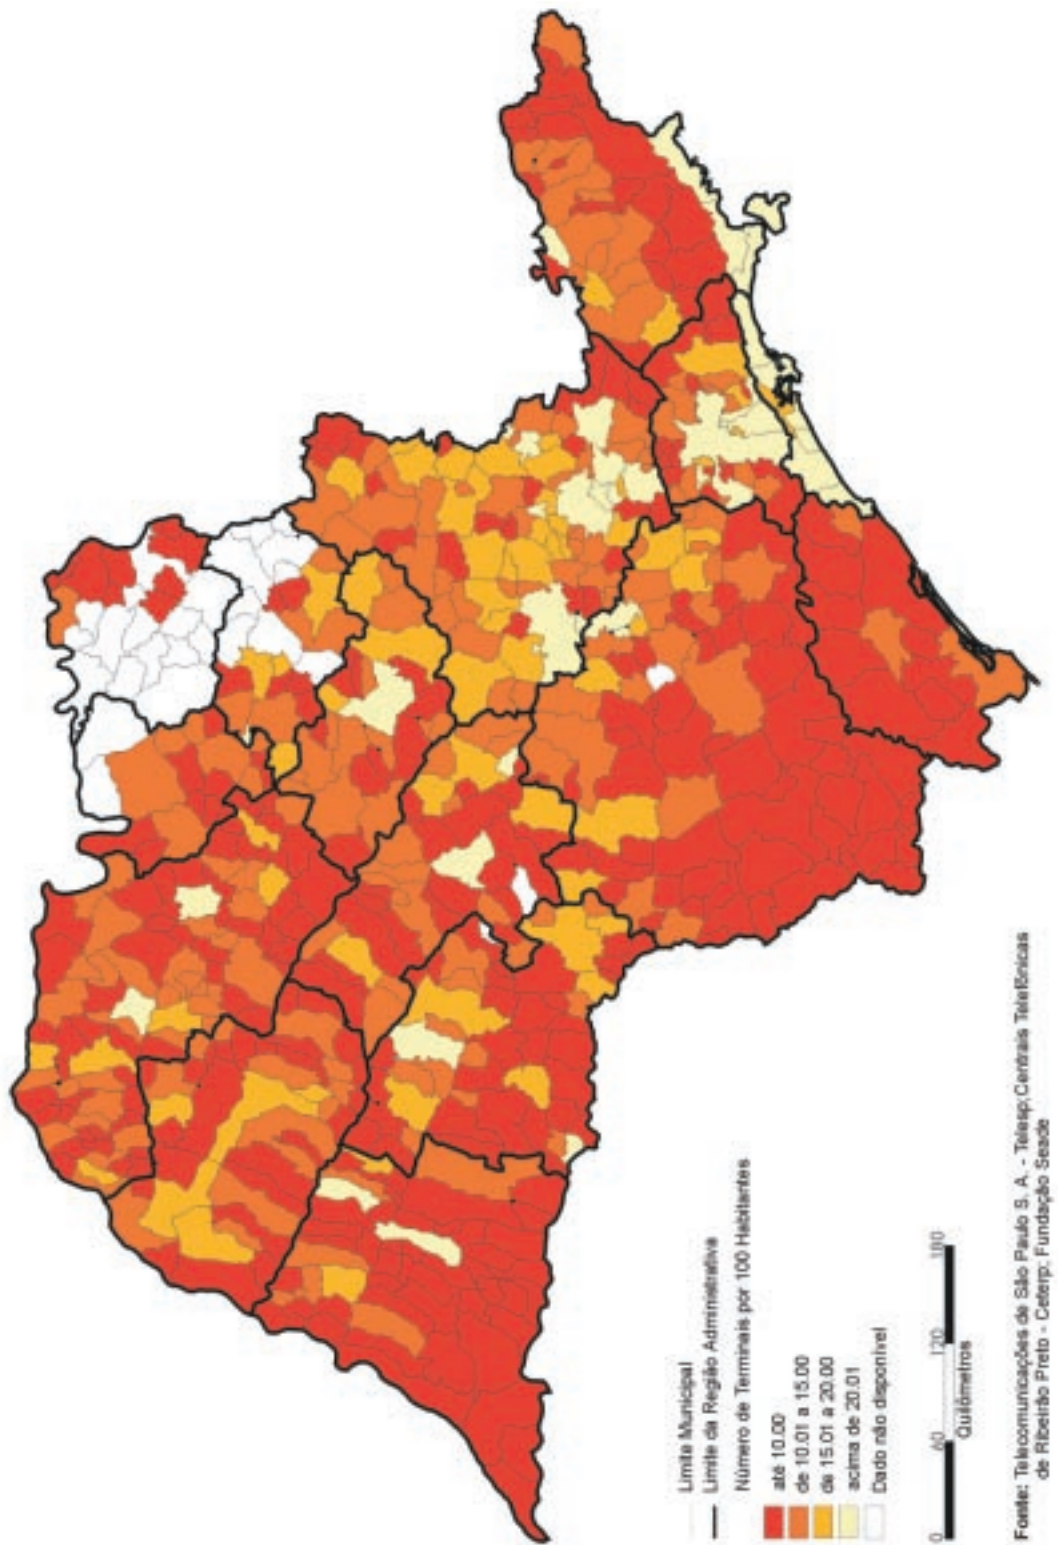 Limite Municipal
Limite da Região Administrativa
Número de Terminais por 100 Habitantes
até 10.00
de 10.01 a 15.00
de 15.01 a 20.00
acima de 20.01
Dado não disponível
0 60 120 180
Quilômetros
Fonte: Telecomunicações de São Paulo S. A. - Telesp; Centrais Telefônicas
de Ribeirão Preto - Ceterp; Fundação Seade